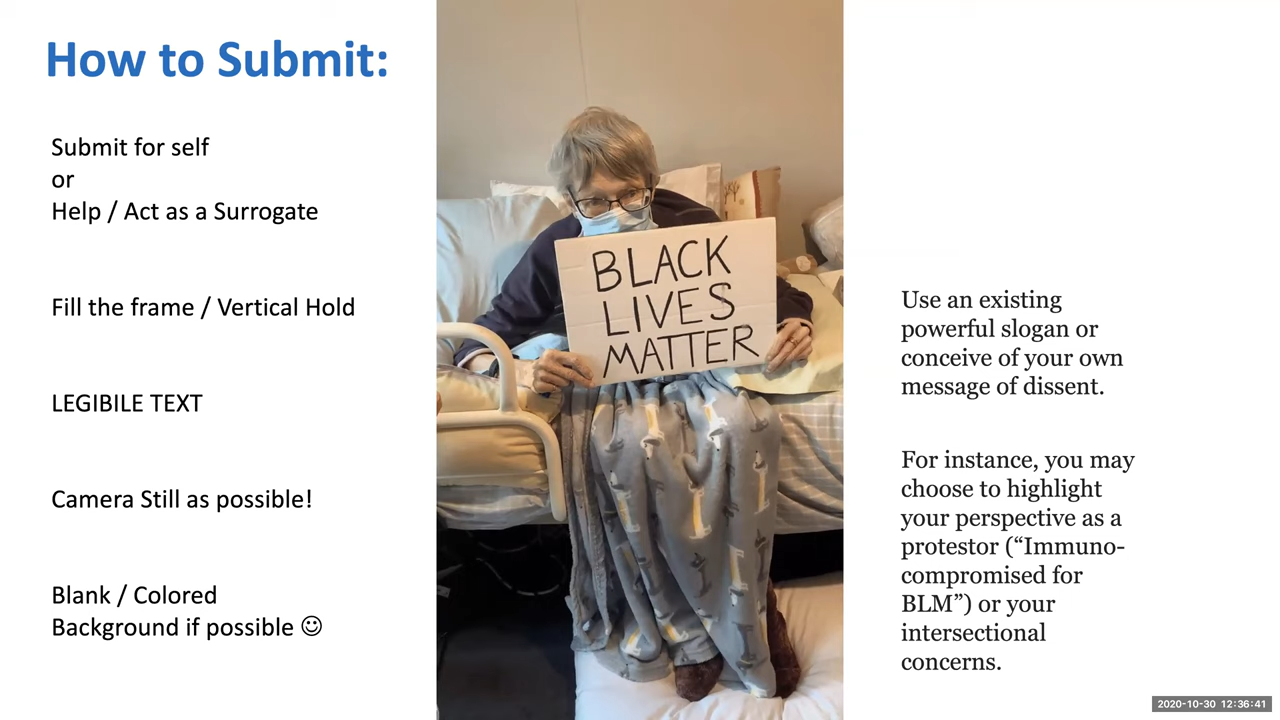 How to Submit:
Submit for self
or
Help / Act as a Surrogate
Fill the frame / Vertical Hold
LEGIBILE TEXT
Camera Still as possible!
Blank / Colored
Background if possible ☺
BLACK
LIVES
MATTER
Use an existing
powerful slogan or
conceive of your own
message of dissent.
For instance, you may
choose to highlight
your perspective as a
protestor (“Immuno-
compromised for
BLM”) or your
intersectional
concerns.
2020-10-30 12:36:41